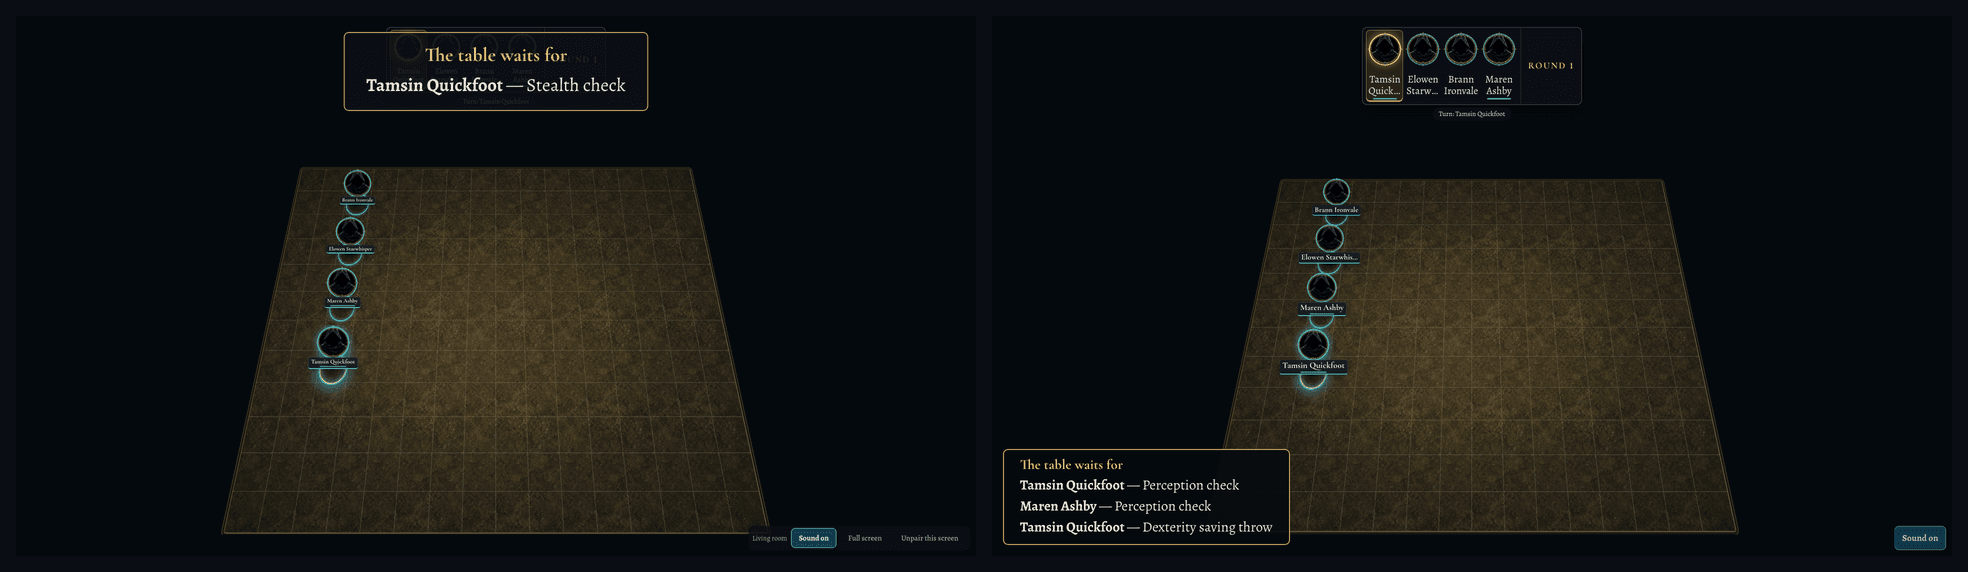 The table waits for
Tamsin Quickfoot — Stealth check
Brann Ironvale
Elowen Starwhisper
Maren Ashby
Tamsin Quickfoot
Living room
Sound on
Full screen
Unpair this screen
Tamsin Quick...
Elowen Starw...
Brann Ironvale
Maren Ashby
ROUND 1
Turn: Tamsin Quickfoot
Brann Ironvale
Elowen Starwhis...
Maren Ashby
Tamsin Quickfoot
The table waits for
Tamsin Quickfoot — Perception check
Maren Ashby — Perception check
Tamsin Quickfoot — Dexterity saving throw
Sound on